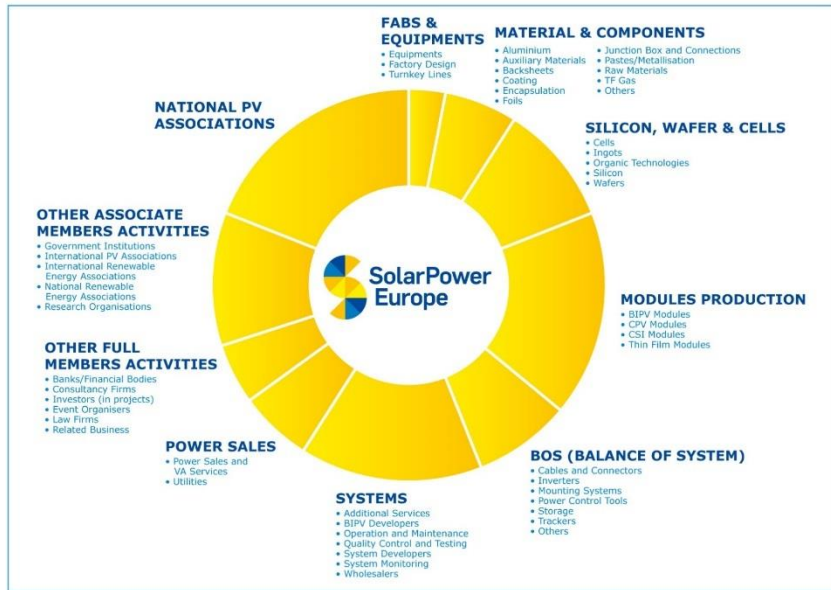 FABS &
EQUIPMENTS
• Equipments
• Factory Design
• Turnkey Lines
MATERIAL & COMPONENTS
• Aluminium
• Auxiliary Materials
• Backsheets
• Coating
• Encapsulation
• Foils
• Junction Box and Connections
• Pastes/Metallisation
• Raw Materials
• TF Gas
• Others
SILICON, WAFER & CELLS
• Cells
• Ingots
• Organic Technologies
• Silicon
• Wafers
MODULES PRODUCTION
• BIPV Modules
• CPV Modules
• CSI Modules
• Thin Film Modules
BOS (BALANCE OF SYSTEM)
• Cables and Connectors
• Inverters
• Mounting Systems
• Power Control Tools
• Storage
• Trackers
• Others
SYSTEMS
• Additional Services
• BIPV Developers
• Operation and Maintenance
• Quality Control and Testing
• System Developers
• System Monitoring
• Wholesalers
POWER SALES
• Power Sales and
VA Services
• Utilities
OTHER FULL
MEMBERS ACTIVITIES
• Banks/Financial Bodies
• Consultancy Firms
• Investors (in projects)
• Event Organisers
• Law Firms
• Related Business
OTHER ASSOCIATE
MEMBERS ACTIVITIES
• Government Institutions
• International PV Associations
• International Renewable
Energy Associations
• National Renewable
Energy Associations
• Research Organisations
NATIONAL PV
ASSOCIATIONS
SolarPower
Europe